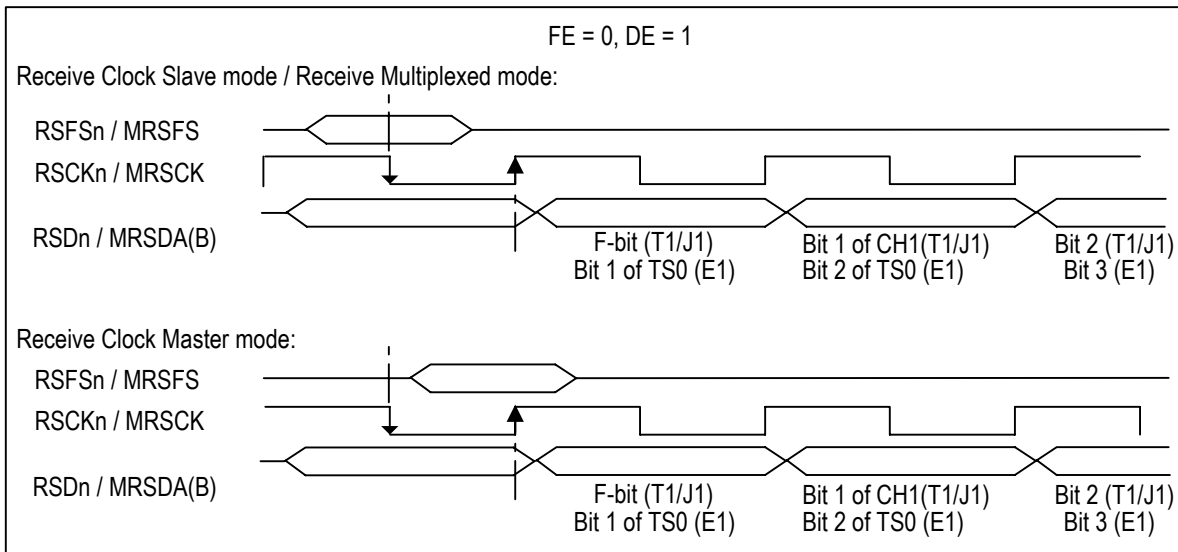 FE = 0, DE = 1
Receive Clock Slave mode / Receive Multiplexed mode:
RSFSn / MRSFS
RSCKn / MRSCK
RSDn / MRSDA(B)
F-bit (T1/J1)
Bit 1 of TS0 (E1)
Bit 1 of CH1(T1/J1)
Bit 2 of TS0 (E1)
Bit 2 (T1/J1)
Bit 3 (E1)
Receive Clock Master mode:
RSFSn / MRSFS
RSCKn / MRSCK
RSDn / MRSDA(B)
F-bit (T1/J1)
Bit 1 of TS0 (E1)
Bit 1 of CH1(T1/J1)
Bit 2 of TS0 (E1)
Bit 2 (T1/J1)
Bit 3 (E1)